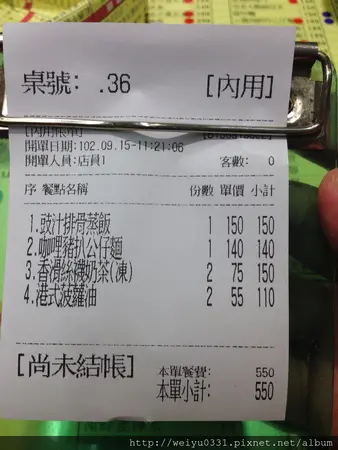 桌號: .36 [內用]
[內用帳單]
開單日期:102.09.15-11:21:06
開單人員:店員1 客數: 0
序 餐點名稱 份數 單價 小計
1.豉汁排骨蒸飯 1 150 150
2.咖哩豬扒公仔麵 1 140 140
3.香滑絲襪奶茶(凍) 2 75 150
4.港式菠蘿油 2 55 110
[尚未結帳] 本單餐費: 550
本單小計: 550
http://weiyu0331.pixnet.net/album